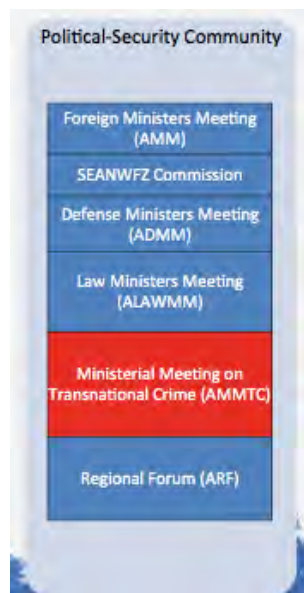 Political-Security Community
Foreign Ministers Meeting
(AMM)
SEANWFZ Commission
Defense Ministers Meeting
(ADMM)
Law Ministers Meeting
(ALAWMM)
Ministerial Meeting on
Transnational Crime (AMMTC)
Regional Forum (ARF)